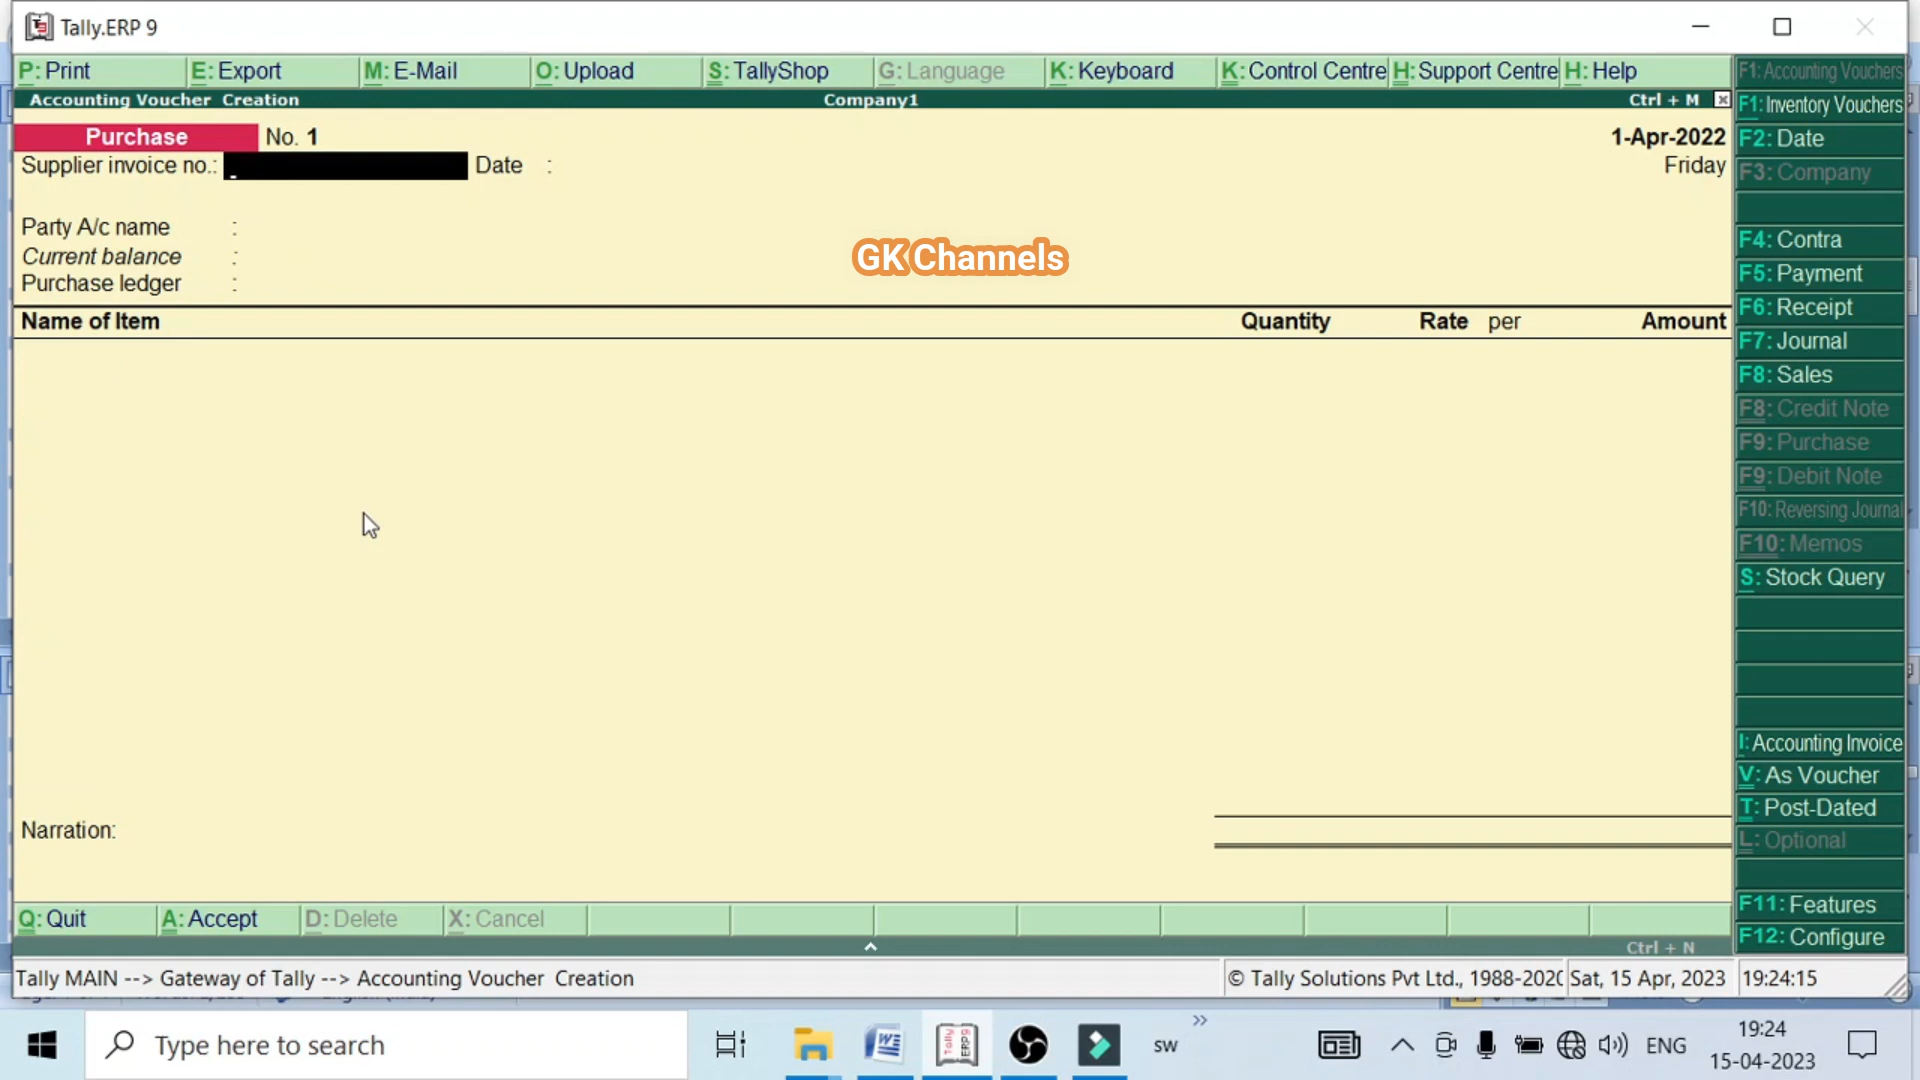 Tally.ERP 9
P: Print E: Export M: E-Mail O: Upload S: TallyShop G: Language K: Keyboard K: Control Centre H: Support Centre H: Help
Accounting Voucher Creation Company1 Ctrl + M
Purchase No. 1 1-Apr-2022
Supplier invoice no.: Date : Friday
Party A/c name :
Current balance :
Purchase ledger :
GK Channels
Name of Item Quantity Rate per Amount
Narration:
F1: Accounting Vouchers
F1: Inventory Vouchers
F2: Date
F3: Company
F4: Contra
F5: Payment
F6: Receipt
F7: Journal
F8: Sales
F8: Credit Note
F9: Purchase
F9: Debit Note
F10: Reversing Journal
F10: Memos
S: Stock Query
I: Accounting Invoice
V: As Voucher
T: Post-Dated
L: Optional
F11: Features
F12: Configure
Q: Quit A: Accept D: Delete X: Cancel
Ctrl + N
Tally MAIN --> Gateway of Tally --> Accounting Voucher Creation © Tally Solutions Pvt Ltd., 1988-2020 Sat, 15 Apr, 2023 19:24:15
Type here to search SW ENG 19:24
15-04-2023